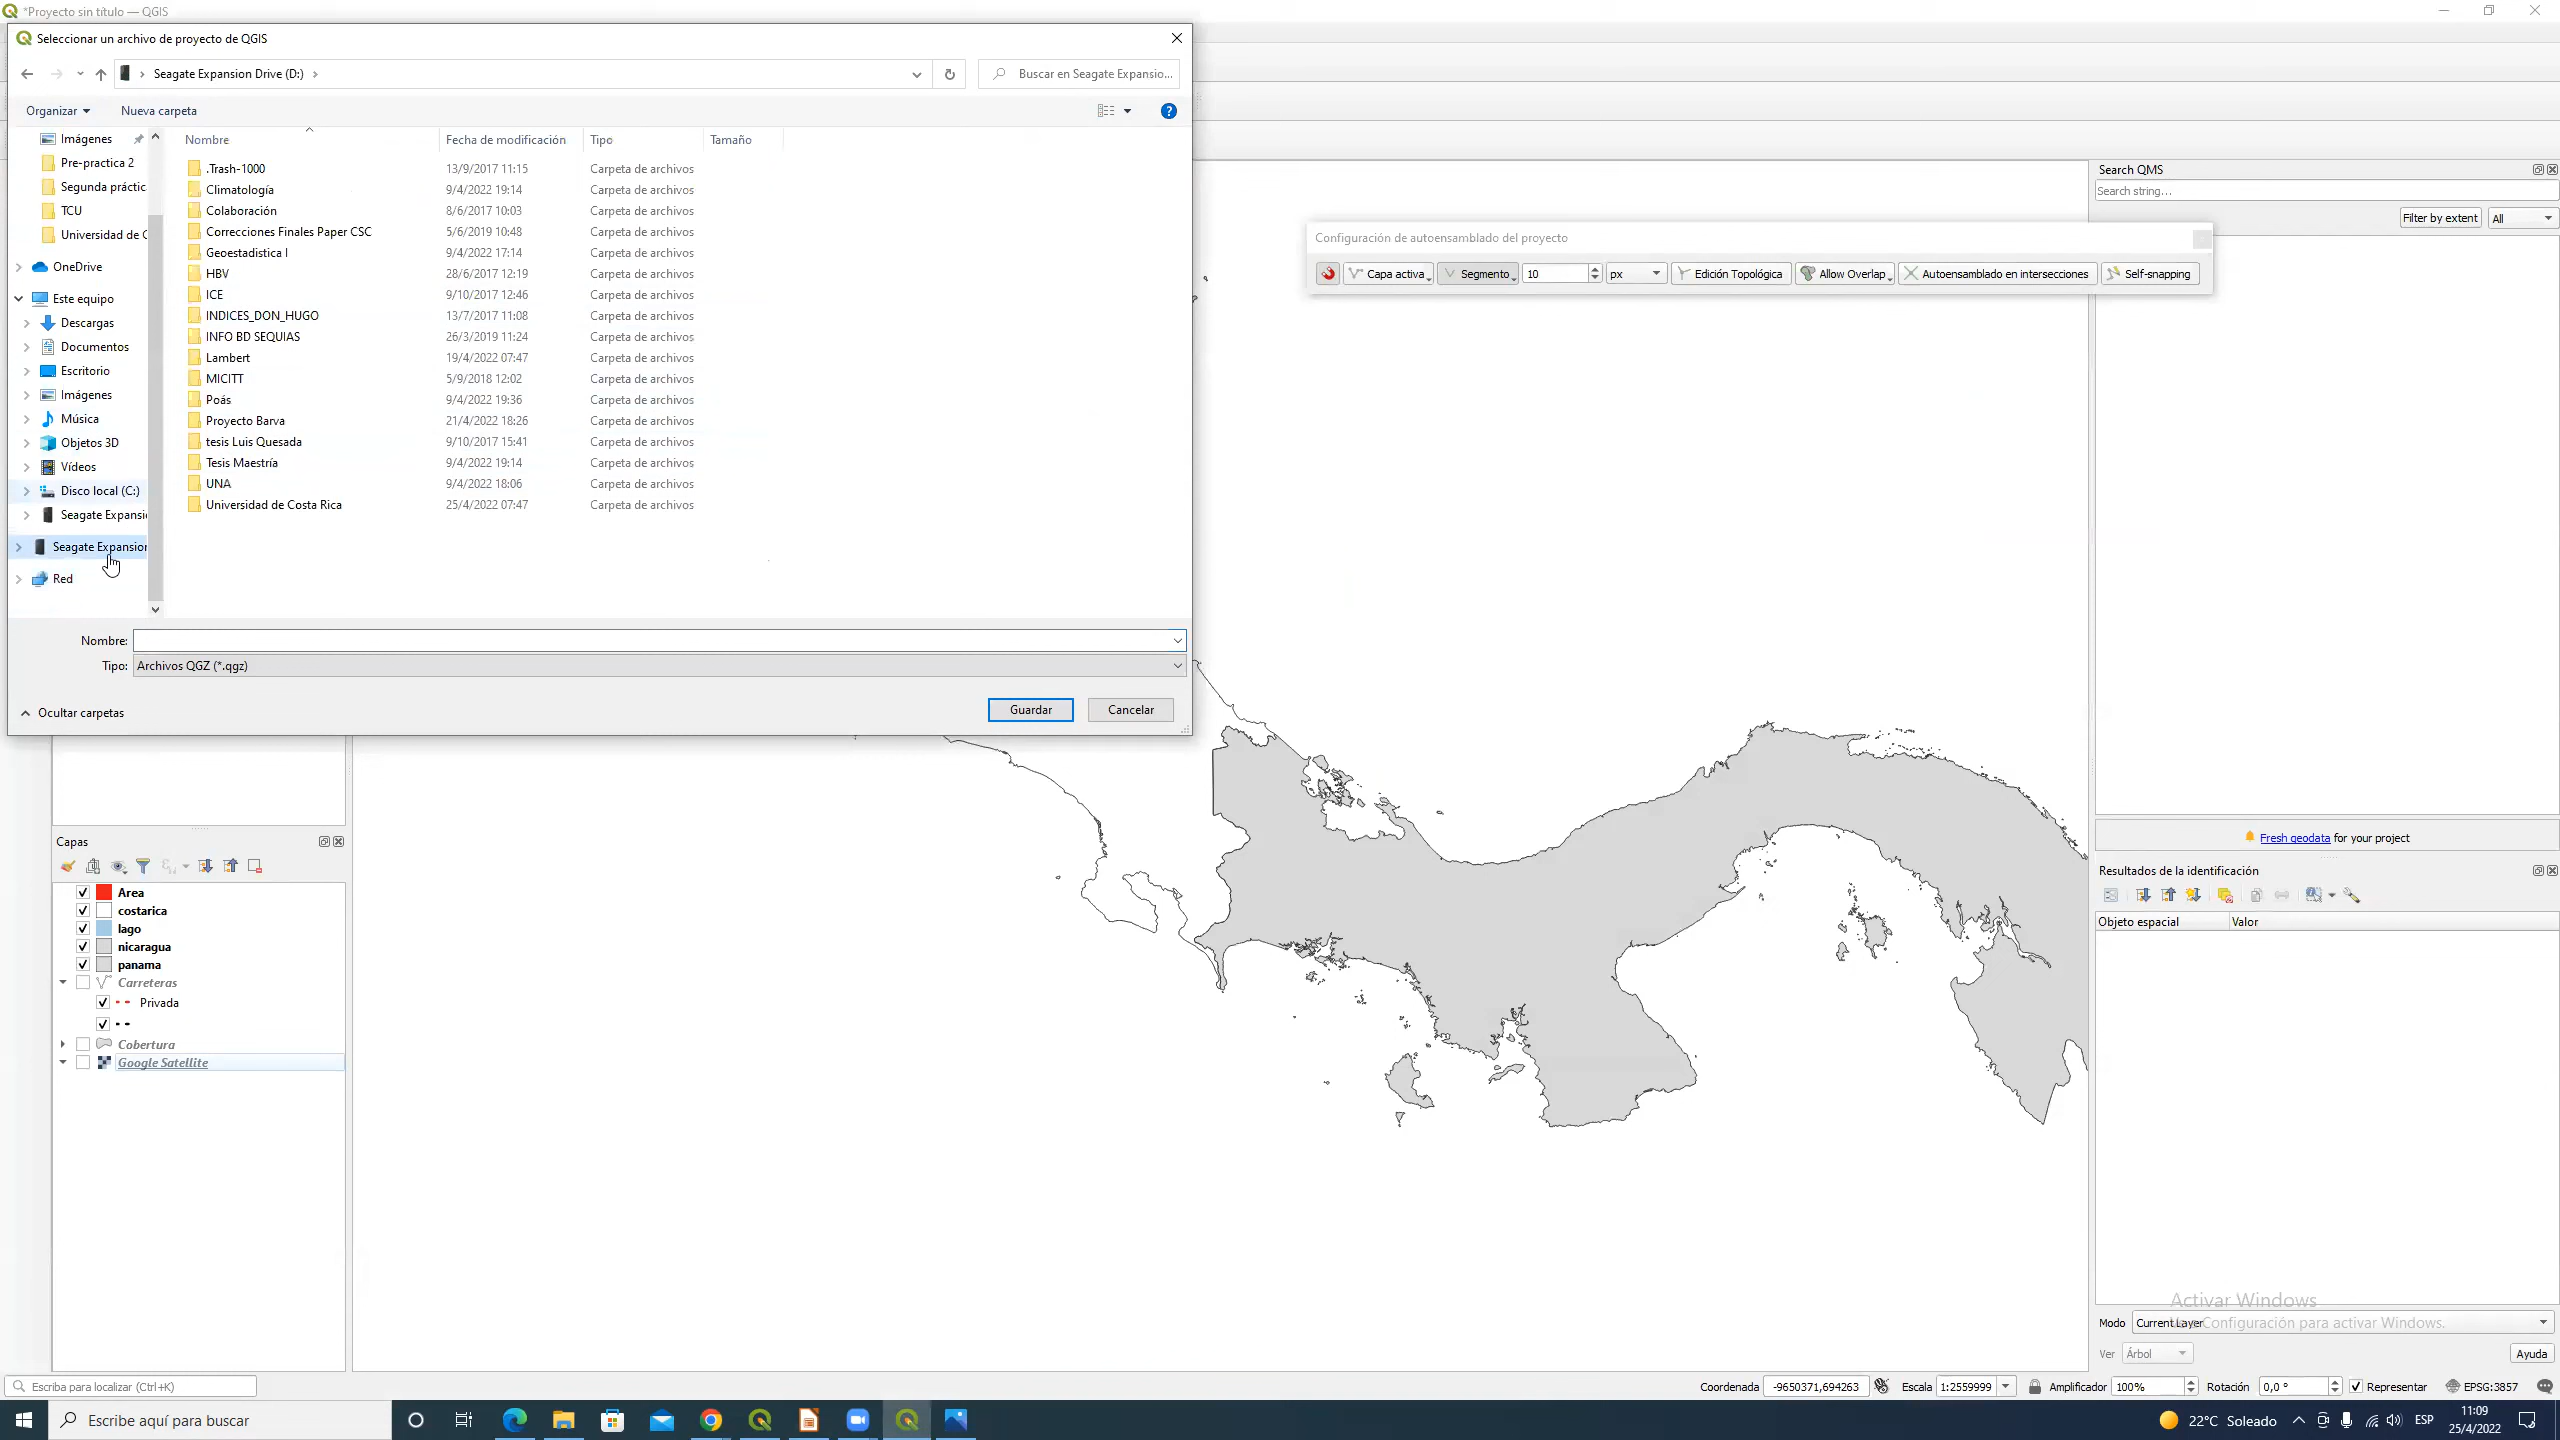 *Proyecto sin título — QGIS
Seleccionar un archivo de proyecto de QGIS
Seagate Expansion Drive (D:)
Buscar en Seagate Expansio...
Organizar
Nueva carpeta
Nombre
Fecha de modificación
Tipo
Tamaño
Imágenes
Pre-practica 2
Segunda práctic
TCU
Universidad de C
OneDrive
Este equipo
Descargas
Documentos
Escritorio
Imágenes
Música
Objetos 3D
Vídeos
Disco local (C:)
Seagate Expansi
Seagate Expansior
Red
.Trash-1000 13/9/2017 11:15 Carpeta de archivos
Climatología 9/4/2022 19:14 Carpeta de archivos
Colaboración 8/6/2017 10:03 Carpeta de archivos
Correcciones Finales Paper CSC 5/6/2019 10:48 Carpeta de archivos
Geoestadistica I 9/4/2022 17:14 Carpeta de archivos
HBV 28/6/2017 12:19 Carpeta de archivos
ICE 9/10/2017 12:46 Carpeta de archivos
INDICES_DON_HUGO 13/7/2017 11:08 Carpeta de archivos
INFO BD SEQUIAS 26/3/2019 11:24 Carpeta de archivos
Lambert 19/4/2022 07:47 Carpeta de archivos
MICITT 5/9/2018 12:02 Carpeta de archivos
Poás 9/4/2022 19:36 Carpeta de archivos
Proyecto Barva 21/4/2022 18:26 Carpeta de archivos
tesis Luis Quesada 9/10/2017 15:41 Carpeta de archivos
Tesis Maestría 9/4/2022 19:14 Carpeta de archivos
UNA 9/4/2022 18:06 Carpeta de archivos
Universidad de Costa Rica 25/4/2022 07:47 Carpeta de archivos
Nombre:
Tipo: Archivos QGZ (*.qgz)
Ocultar carpetas
Guardar
Cancelar
Configuración de autoensamblado del proyecto
Capa activa
Segmento
10
px
Edición Topológica
Allow Overlap
Autoensamblado en intersecciones
Self-snapping
Search QMS
Search string...
Filter by extent
All
Fresh geodata for your project
Resultados de la identificación
Objeto espacial
Valor
Capas
Area
costarica
lago
nicaragua
panama
Carreteras
Privada
Cobertura
Google Satellite
Activar Windows
Configuración para activar Windows.
Modo Current Layer
Ver Árbol
Ayuda
Escriba para localizar (Ctrl+K)
Coordenada -9650371,694263
Escala 1:2559999
Amplificador 100%
Rotación 0,0 °
Representar
EPSG:3857
Escribe aquí para buscar
22°C Soleado
ESP
11:09
25/4/2022